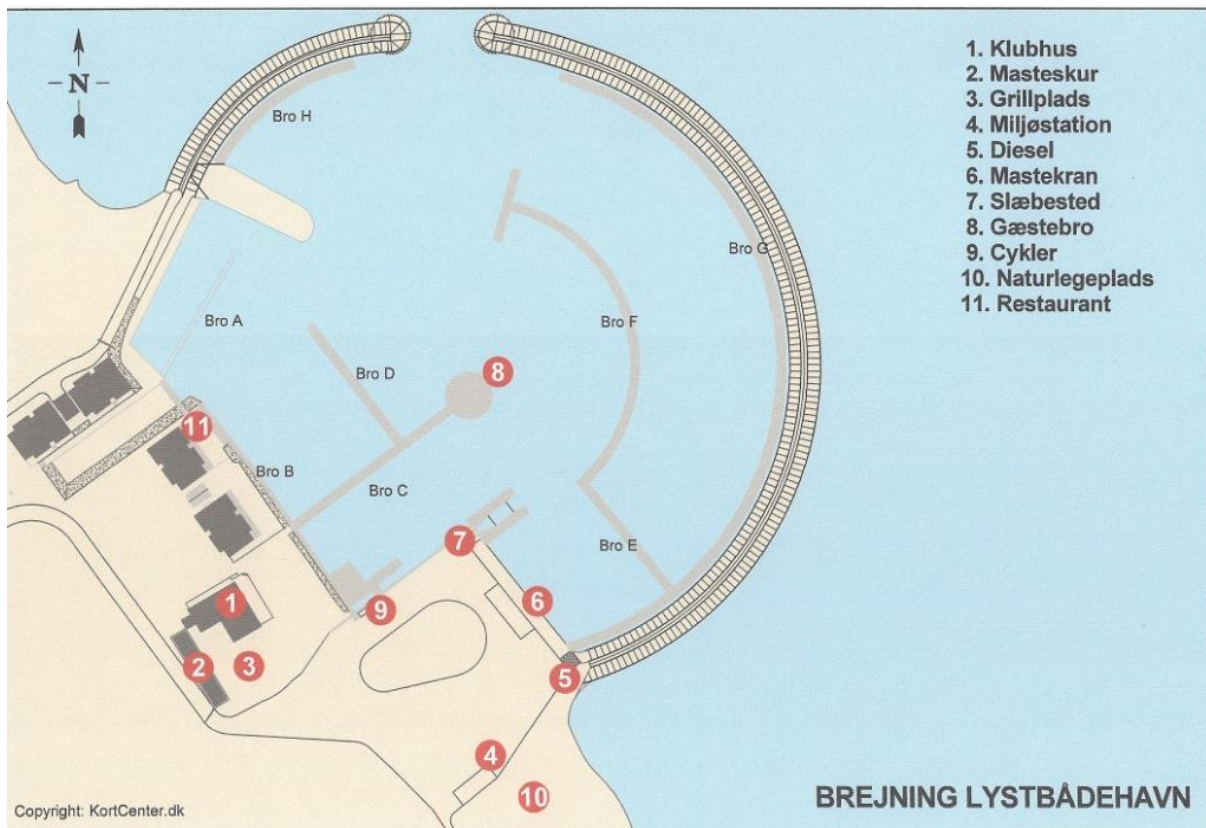 N
1. Klubhus
2. Masteskur
3. Grillplads
4. Miljøstation
5. Diesel
6. Mastekran
7. Slæbested
8. Gæstebro
9. Cykler
10. Naturlegeplads
11. Restaurant
Bro H
Bro G
Bro A
Bro F
Bro D
8
11
Bro B
Bro C
7
Bro E
6
1
9
2
3
5
4
10
BREJNING LYSTBÅDEHAVN
Copyright: KortCenter.dk